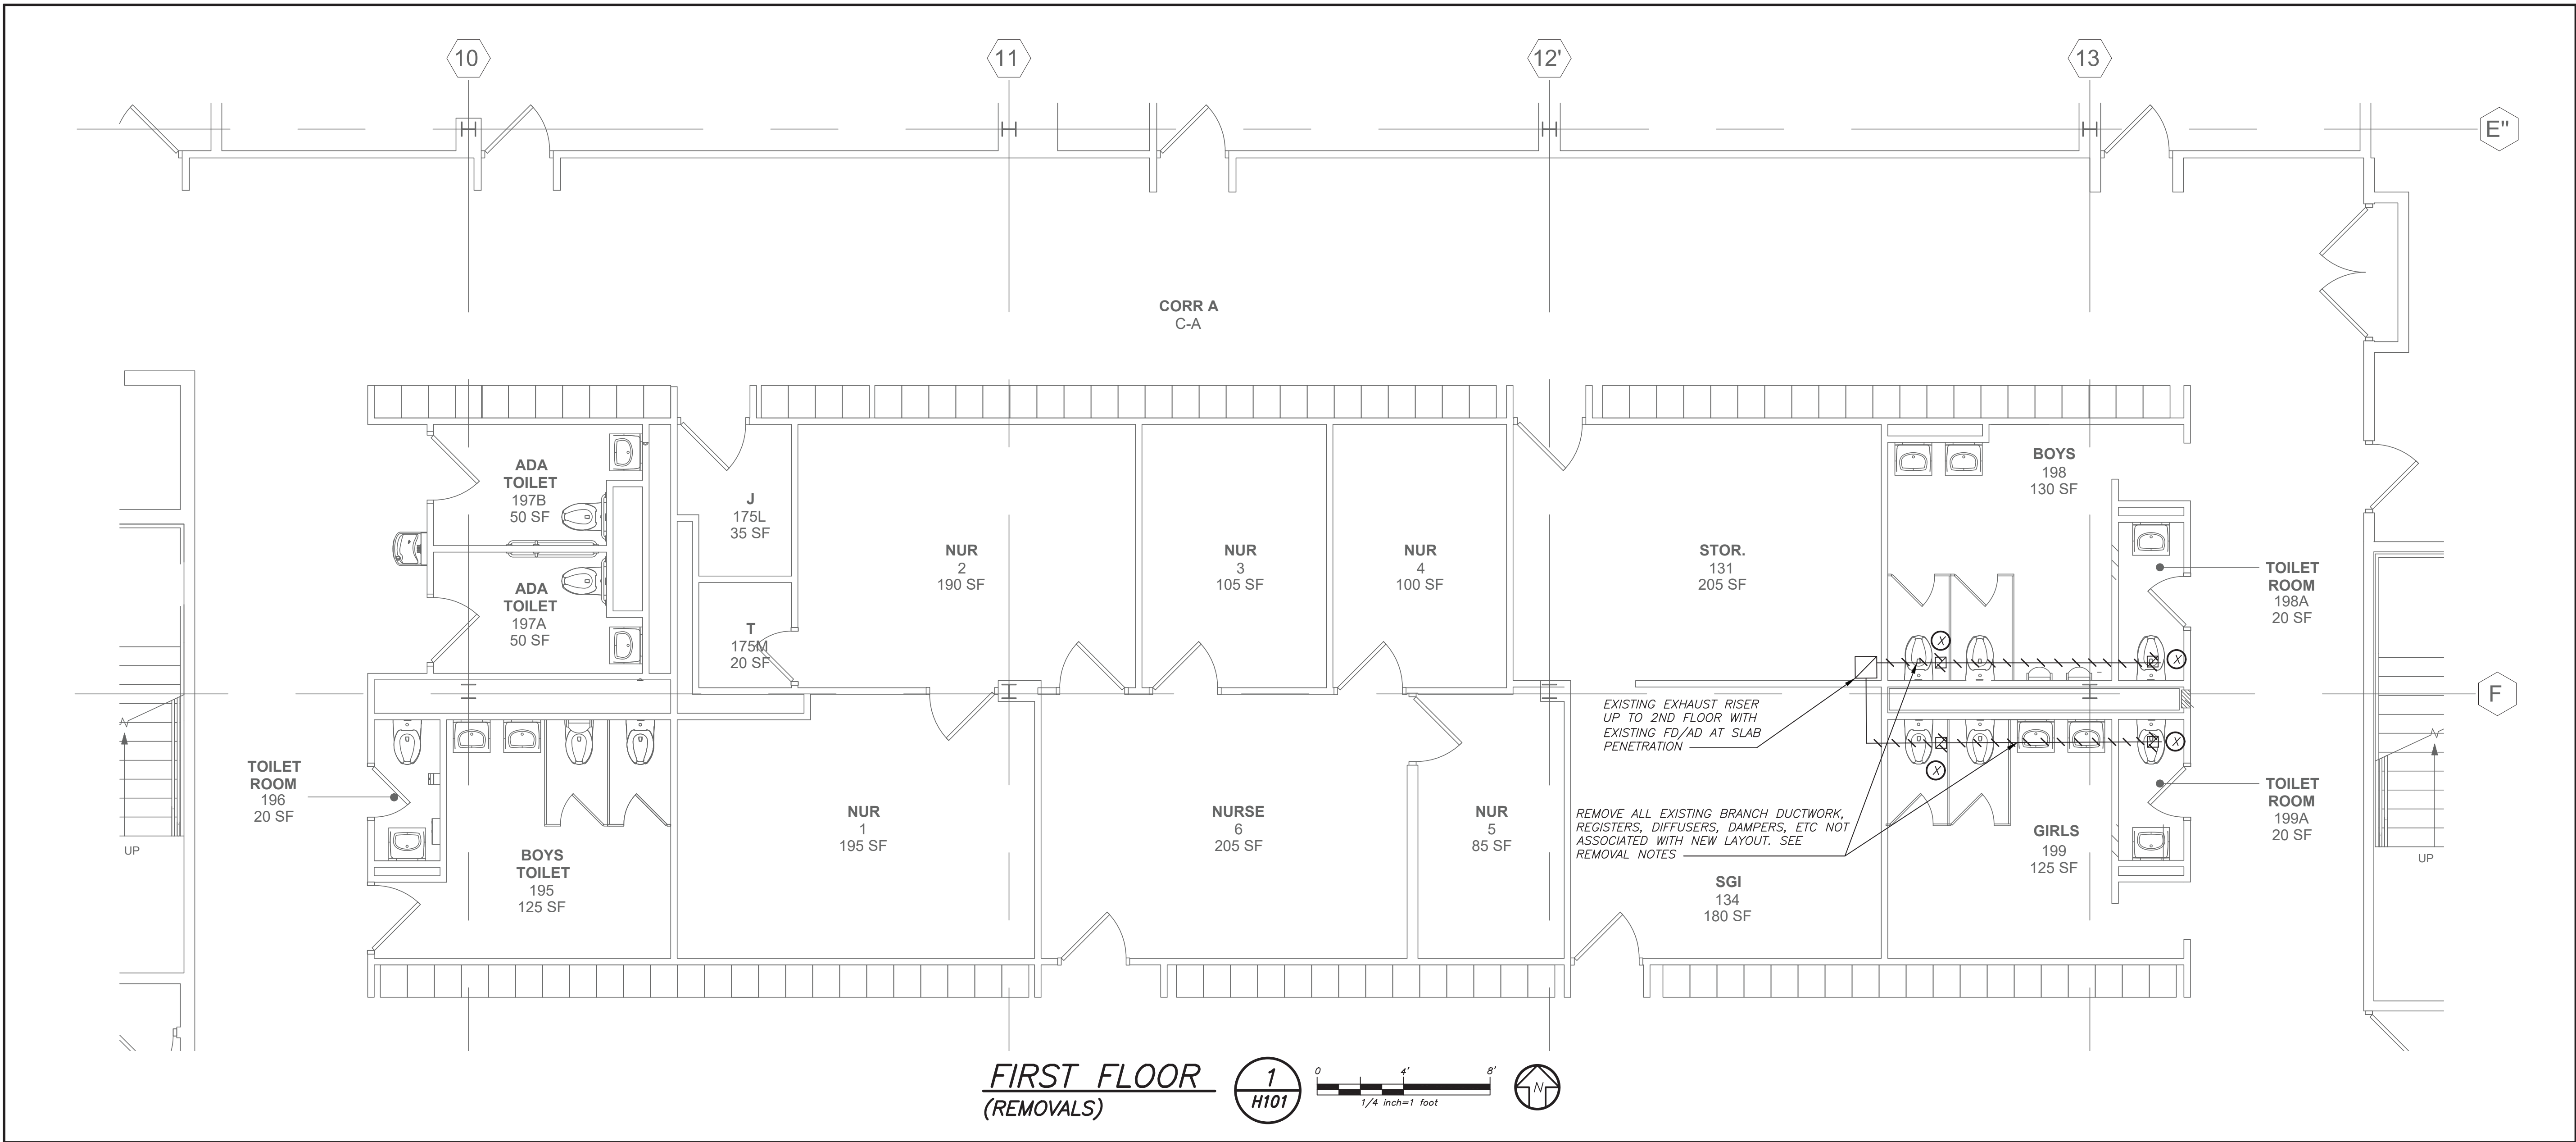 10
11
12'
13
E"
CORR A
C-A
ADA
TOILET
197B
50 SF
ADA
TOILET
197A
50 SF
J
175L
35 SF
T
175M
20 SF
NUR
2
190 SF
NUR
3
105 SF
NUR
4
100 SF
STOR.
131
205 SF
BOYS
198
130 SF
TOILET
ROOM
198A
20 SF
X
X
F
EXISTING EXHAUST RISER
UP TO 2ND FLOOR WITH
EXISTING FD/AD AT SLAB
PENETRATION
X
X
REMOVE ALL EXISTING BRANCH DUCTWORK,
REGISTERS, DIFFUSERS, DAMPERS, ETC NOT
ASSOCIATED WITH NEW LAYOUT. SEE
REMOVAL NOTES
UP
TOILET
ROOM
196
20 SF
BOYS
TOILET
195
125 SF
NUR
1
195 SF
NURSE
6
205 SF
NUR
5
85 SF
SGI
134
180 SF
GIRLS
199
125 SF
TOILET
ROOM
199A
20 SF
UP
FIRST FLOOR
(REMOVALS)
1
H101
0 4' 8'
1/4 inch=1 foot
N